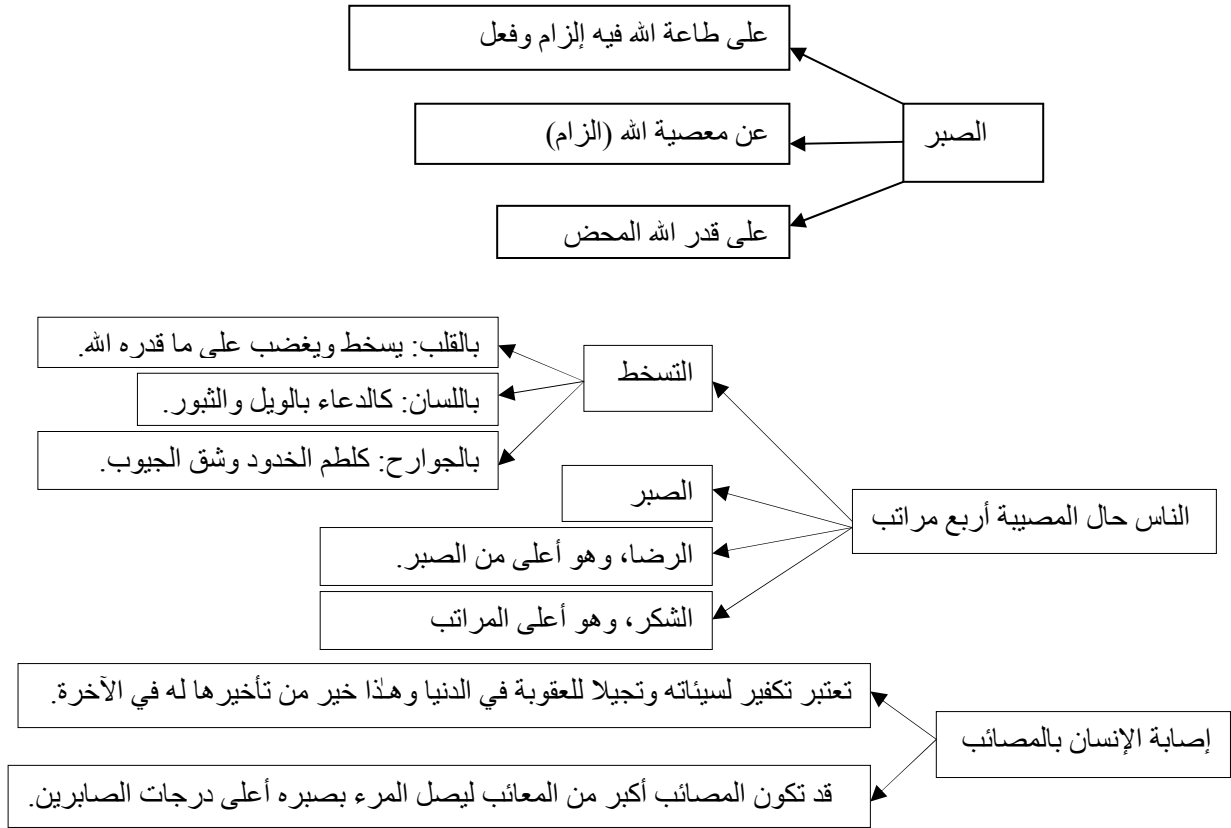 على طاعة الله فيه إلزام وفعل
الصبر
عن معصية الله (الزام)
على قدر الله المحض
بالقلب: يسخط ويغضب على ما قدره الله.
التسخط
باللسان: كالدعاء بالويل والثبور.
بالجوارح: كلطم الخدود وشق الجيوب.
الصبر
الناس حال المصيبة أربع مراتب
الرضا، وهو أعلى من الصبر.
الشكر، وهو أعلى المراتب
تعتبر تكفير لسيئاته وتجيلا للعقوبة في الدنيا وهذا خير من تأخيرها له في الآخرة.
إصابة الإنسان بالمصائب
قد تكون المصائب أكبر من المعائب ليصل المرء بصبره أعلى درجات الصابرين.